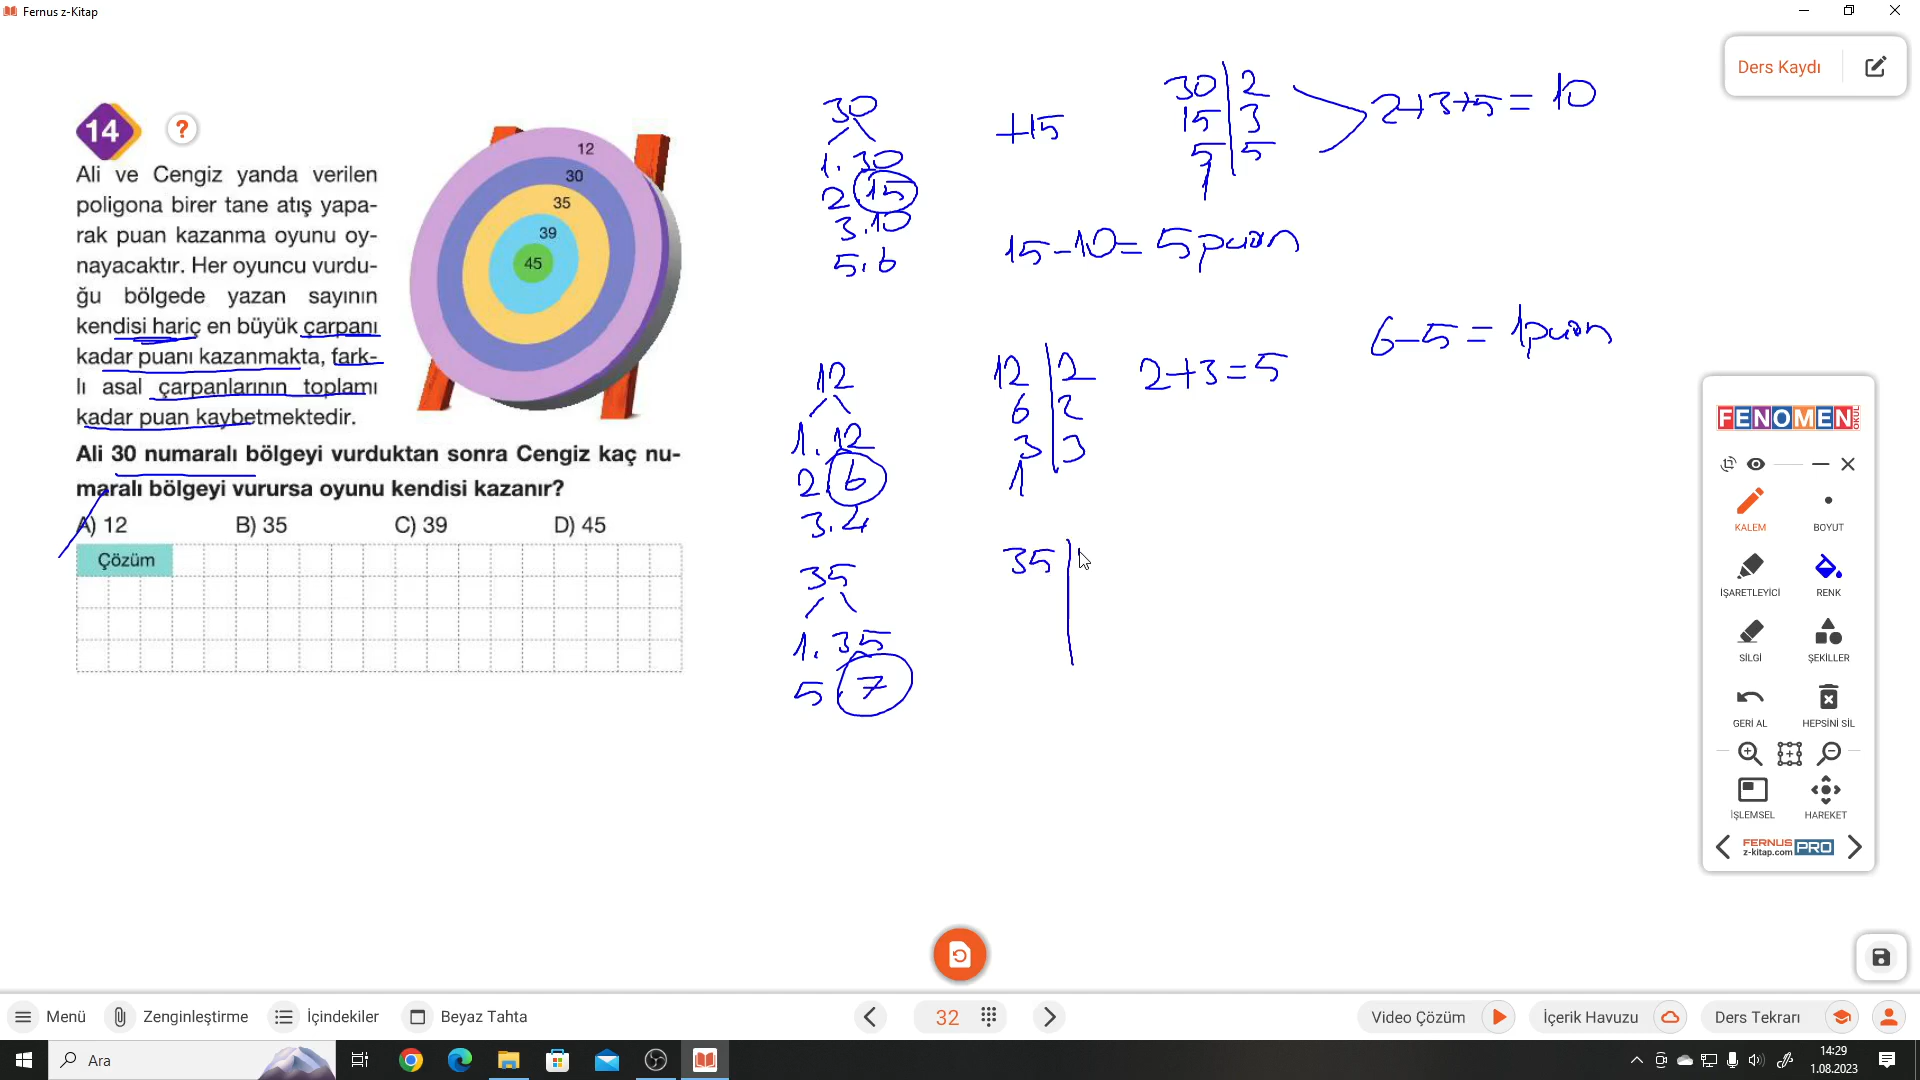 Fernus z-Kitap
Ders Kaydı
14
?
Ali ve Cengiz yanda verilen
poligona birer tane atış yapa-
rak puan kazanma oyunu oy-
nayacaktır. Her oyuncu vurdu-
ğu bölgede yazan sayının
kendisi hariç en büyük çarpanı
kadar puanı kazanmakta, fark-
lı asal çarpanlarının toplamı
kadar puan kaybetmektedir.
12
30
35
39
45
Ali 30 numaralı bölgeyi vurduktan sonra Cengiz kaç nu-
maralı bölgeyi vurursa oyunu kendisi kazanır?
A) 12 B) 35 C) 39 D) 45
Çözüm
30
1.30
2.15
3.10
5.6
+15
30 | 2
15 | 3
5 | 5
1
2+3+5=10
15-10=5 puan
12
1.12
2.6
3.4
12 | 2
6 | 2
3 | 3
1
2+3=5
6-5=1 puan
35
1.35
5.7
35 |
FENOMEN
OKUL
KALEM
BOYUT
İŞARETLEYİCİ
RENK
SİLGİ
ŞEKİLLER
GERİ AL
HEPSİNİ SİL
İŞLEMSEL
HAREKET
FERNUS
z-kitap.com PRO
Menü
Zenginleştirme
İçindekiler
Beyaz Tahta
32
Video Çözüm
İçerik Havuzu
Ders Tekrarı
Ara
14:29
1.08.2023